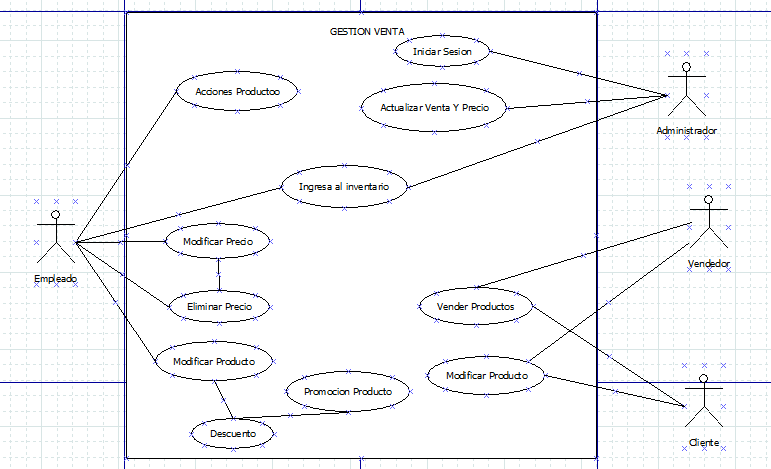 GESTION VENTA
Iniciar Sesion
Acciones Productoo
Actualizar Venta Y Precio
Administrador
Ingresa al inventario
Modificar Precio
Vendedor
Empleado
Eliminar Precio
Vender Productos
Modificar Producto
Modificar Producto
Promocion Producto
Descuento
Cliente